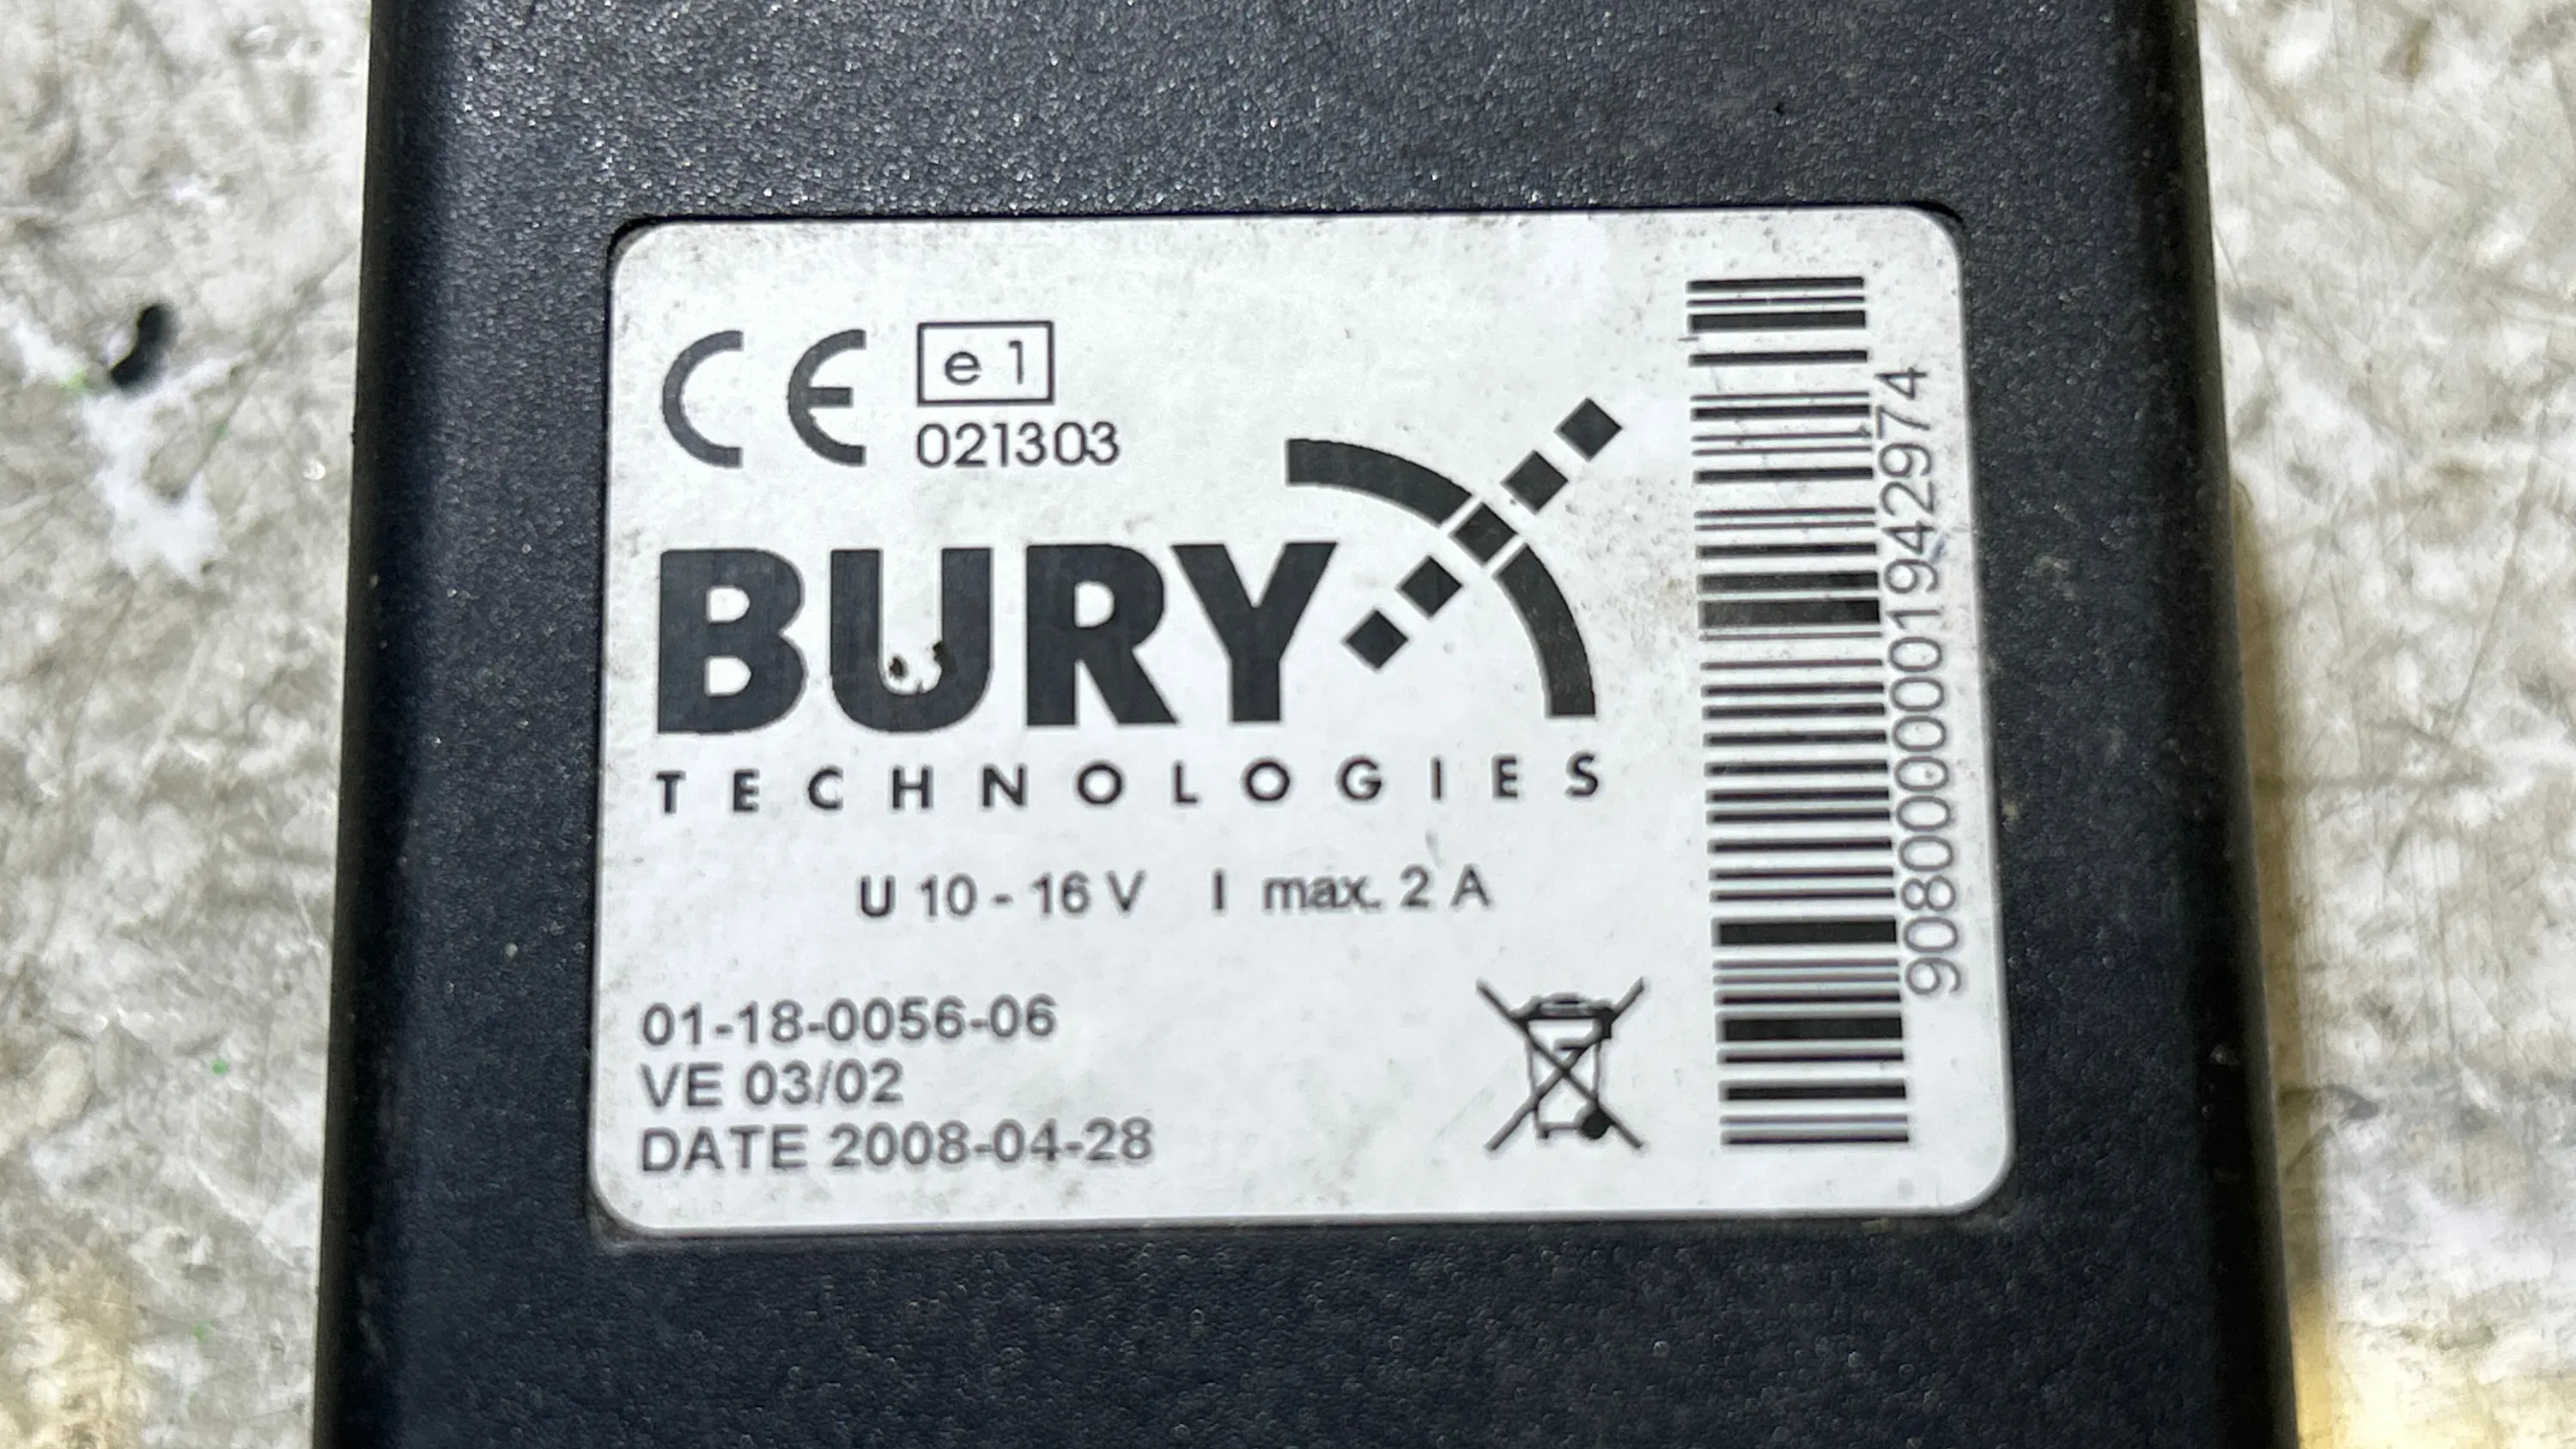 CE e1
021303
BURY
TECHNOLOGIES
U 10 - 16 V I max. 2 A
01-18-0056-06
VE 03/02
DATE 2008-04-28
90800000001942974